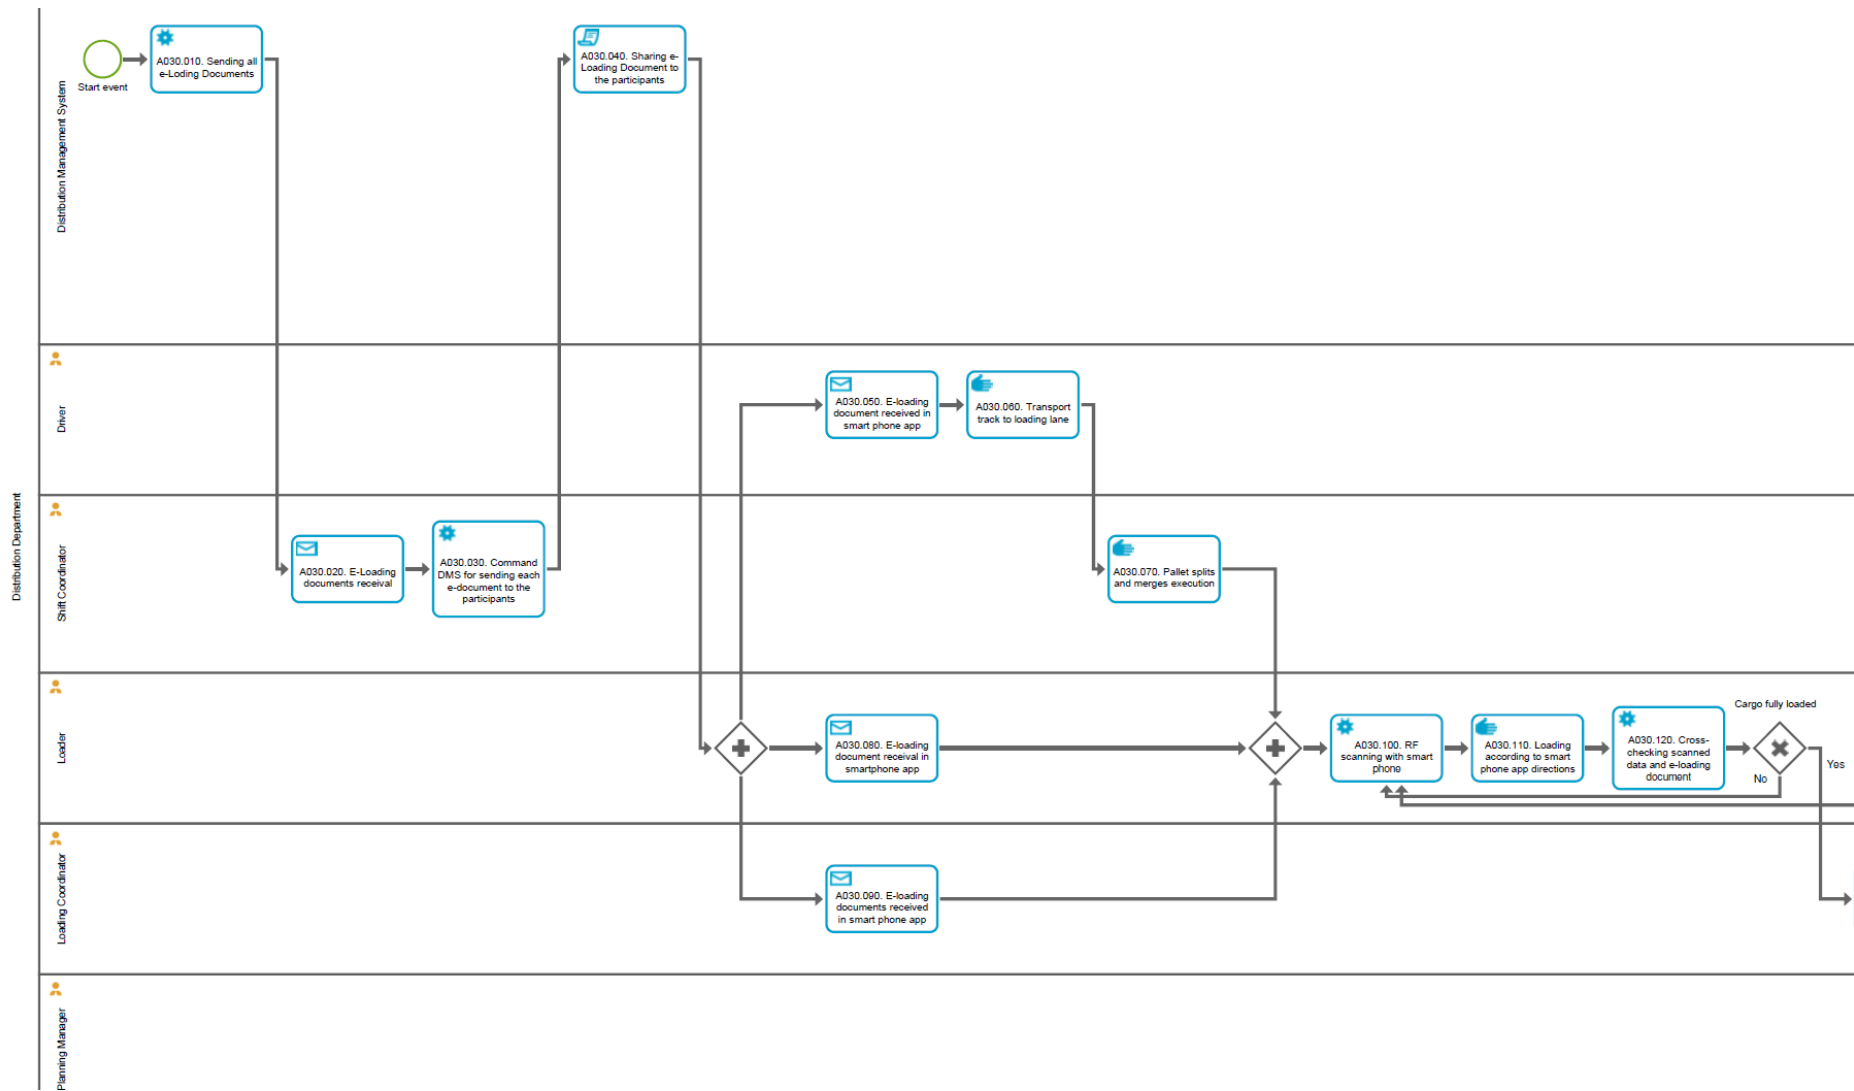 Distribution Department
Distribution Management System
Start event
A030.010. Sending all
e-Loding Documents
A030.040. Sharing e-
Loading Document to
the participants
Driver
A030.050. E-loading
document received in
smart phone app
A030.060. Transport
track to loading lane
Shift Coordinator
A030.020. E-Loading
documents receival
A030.030. Command
DMS for sending each
e-document to the
participants
A030.070. Pallet splits
and merges execution
Loader
A030.080. E-loading
document receival in
smartphone app
A030.100. RF
scanning with smart
phone
A030.110. Loading
according to smart
phone app directions
A030.120. Cross-
checking scanned
data and e-loading
document
Cargo fully loaded
No
Yes
Loading Coordinator
A030.090. E-loading
documents received
in smart phone app
Planning Manager